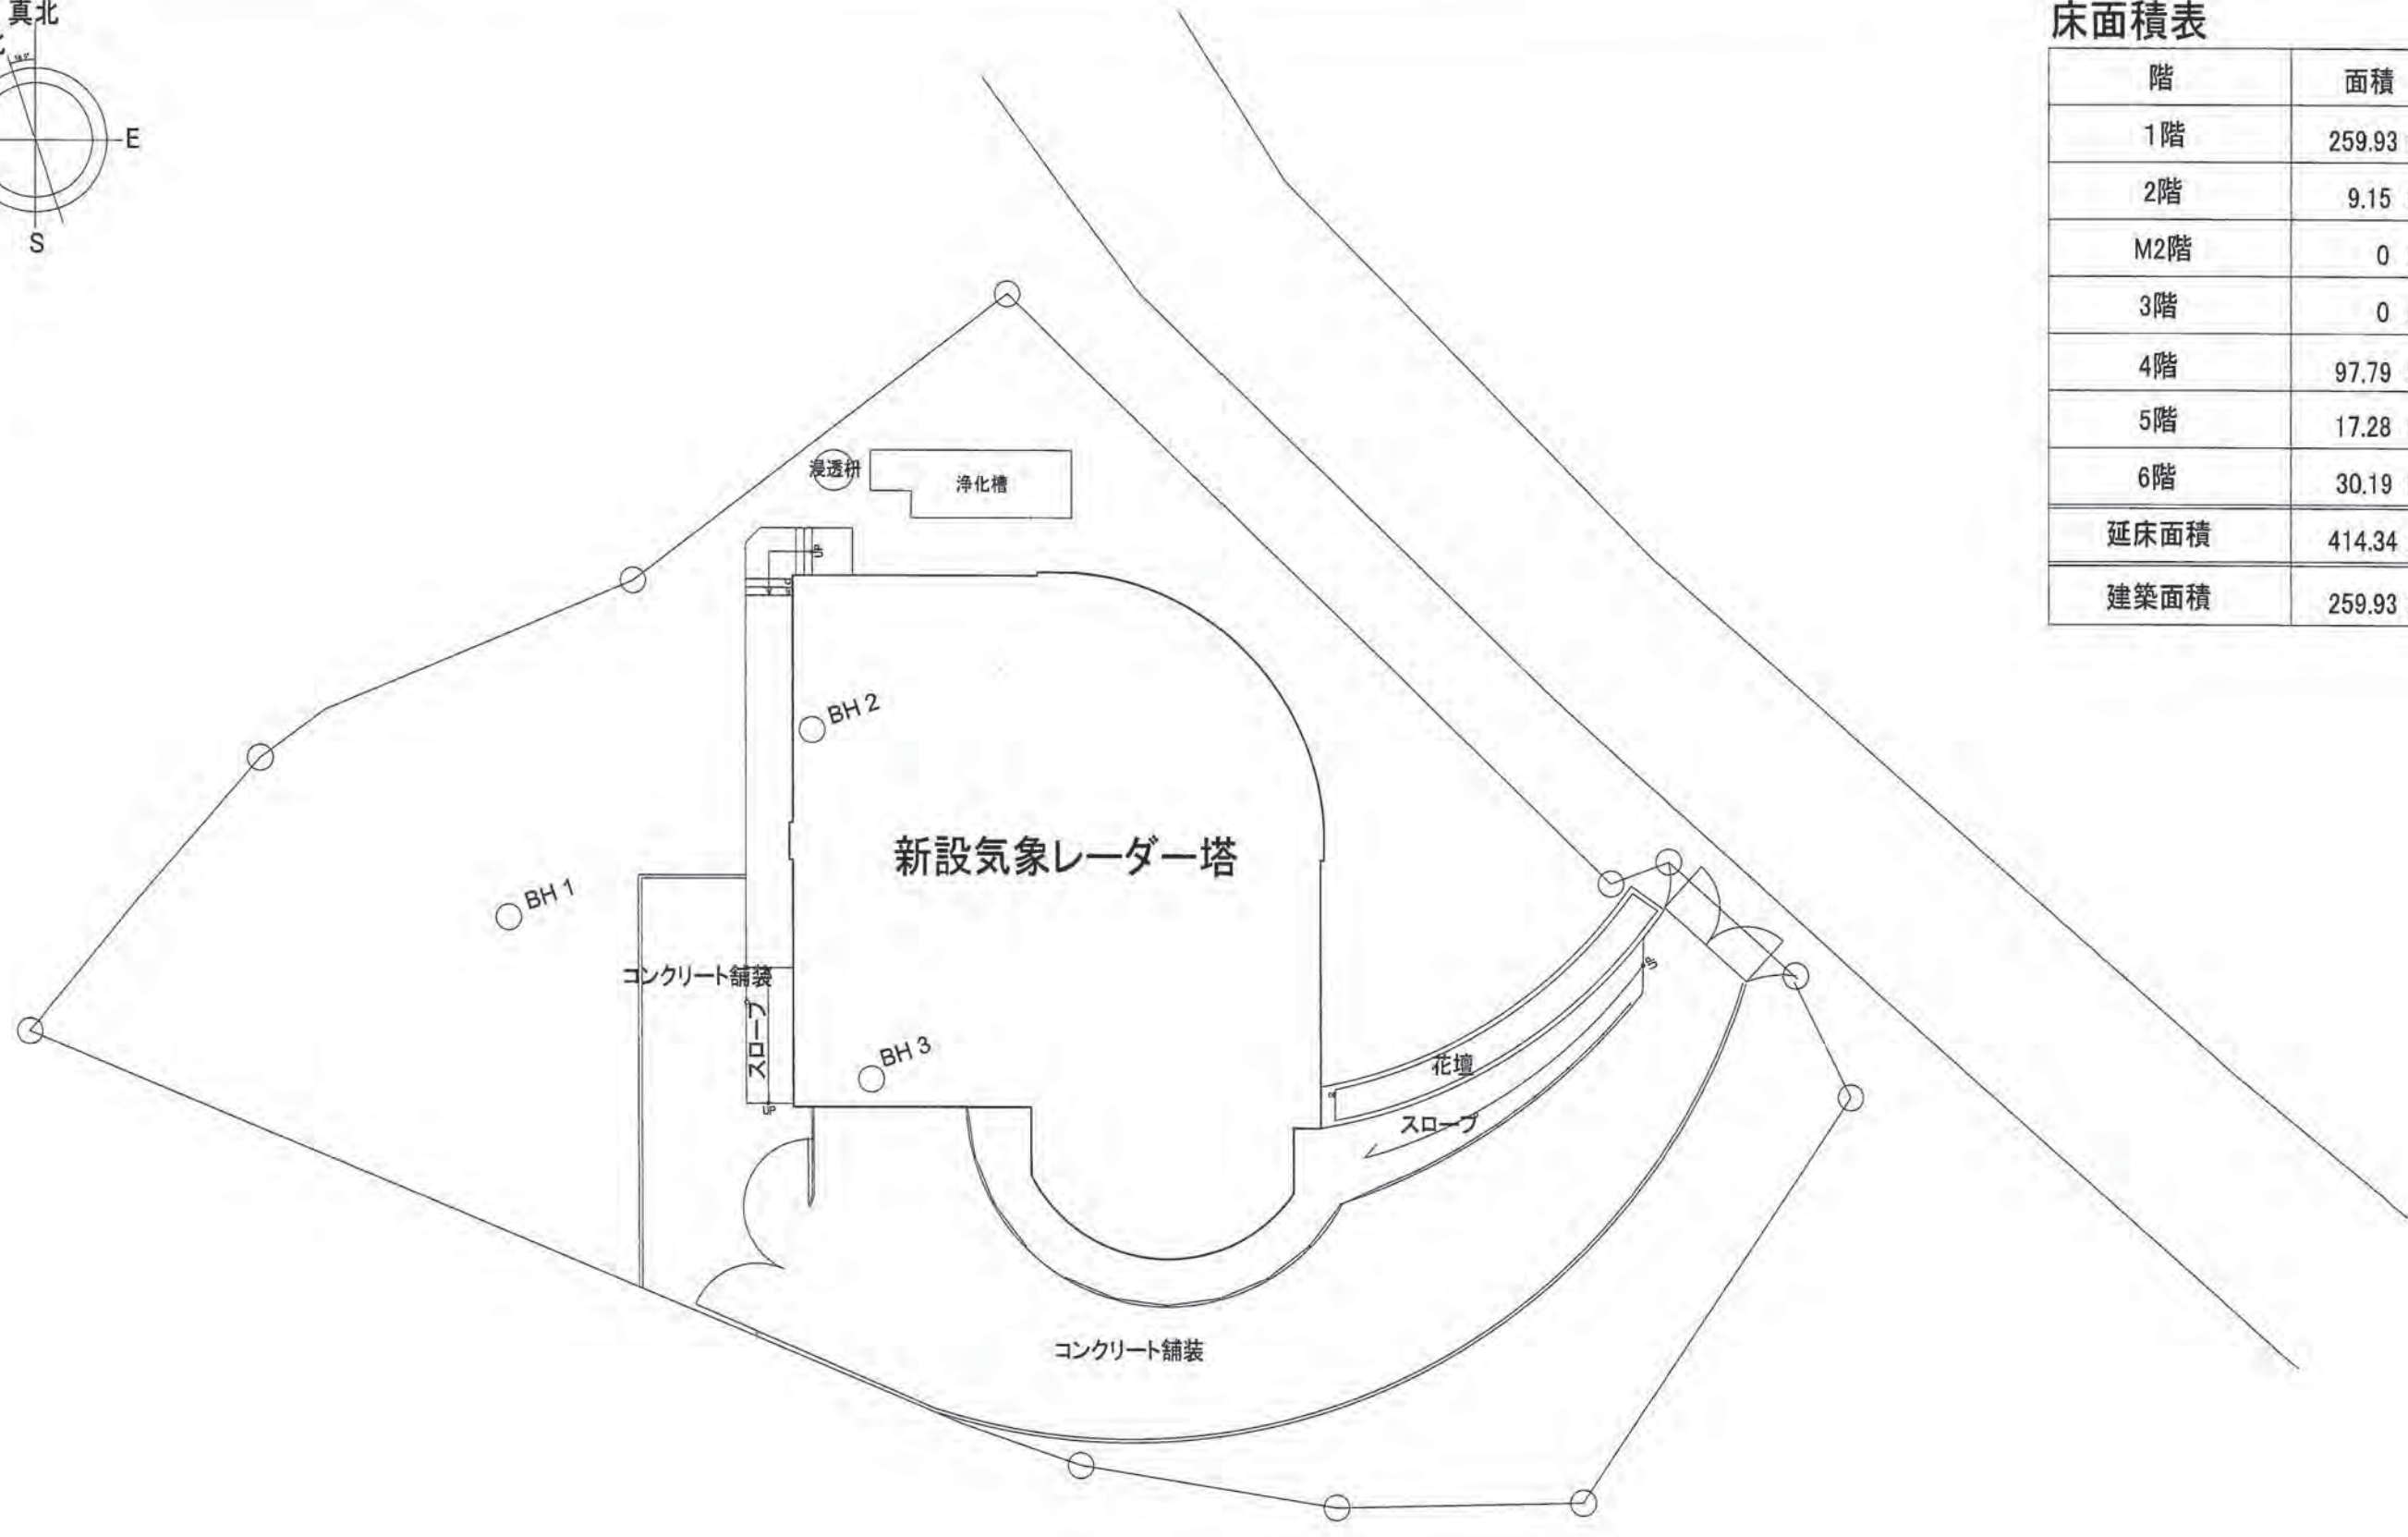 真北
E
S
床面積表
階 面積
1階 259.93
2階 9.15
M2階 0
3階 0
4階 97.79
5階 17.28
6階 30.19
延床面積 414.34
建築面積 259.93
浸透枡
浄化槽
UP
BH 2
新設気象レーダー塔
BH 1
コンクリート舗装
スロープ
UP
BH 3
UP
花壇
スロープ
コンクリート舗装